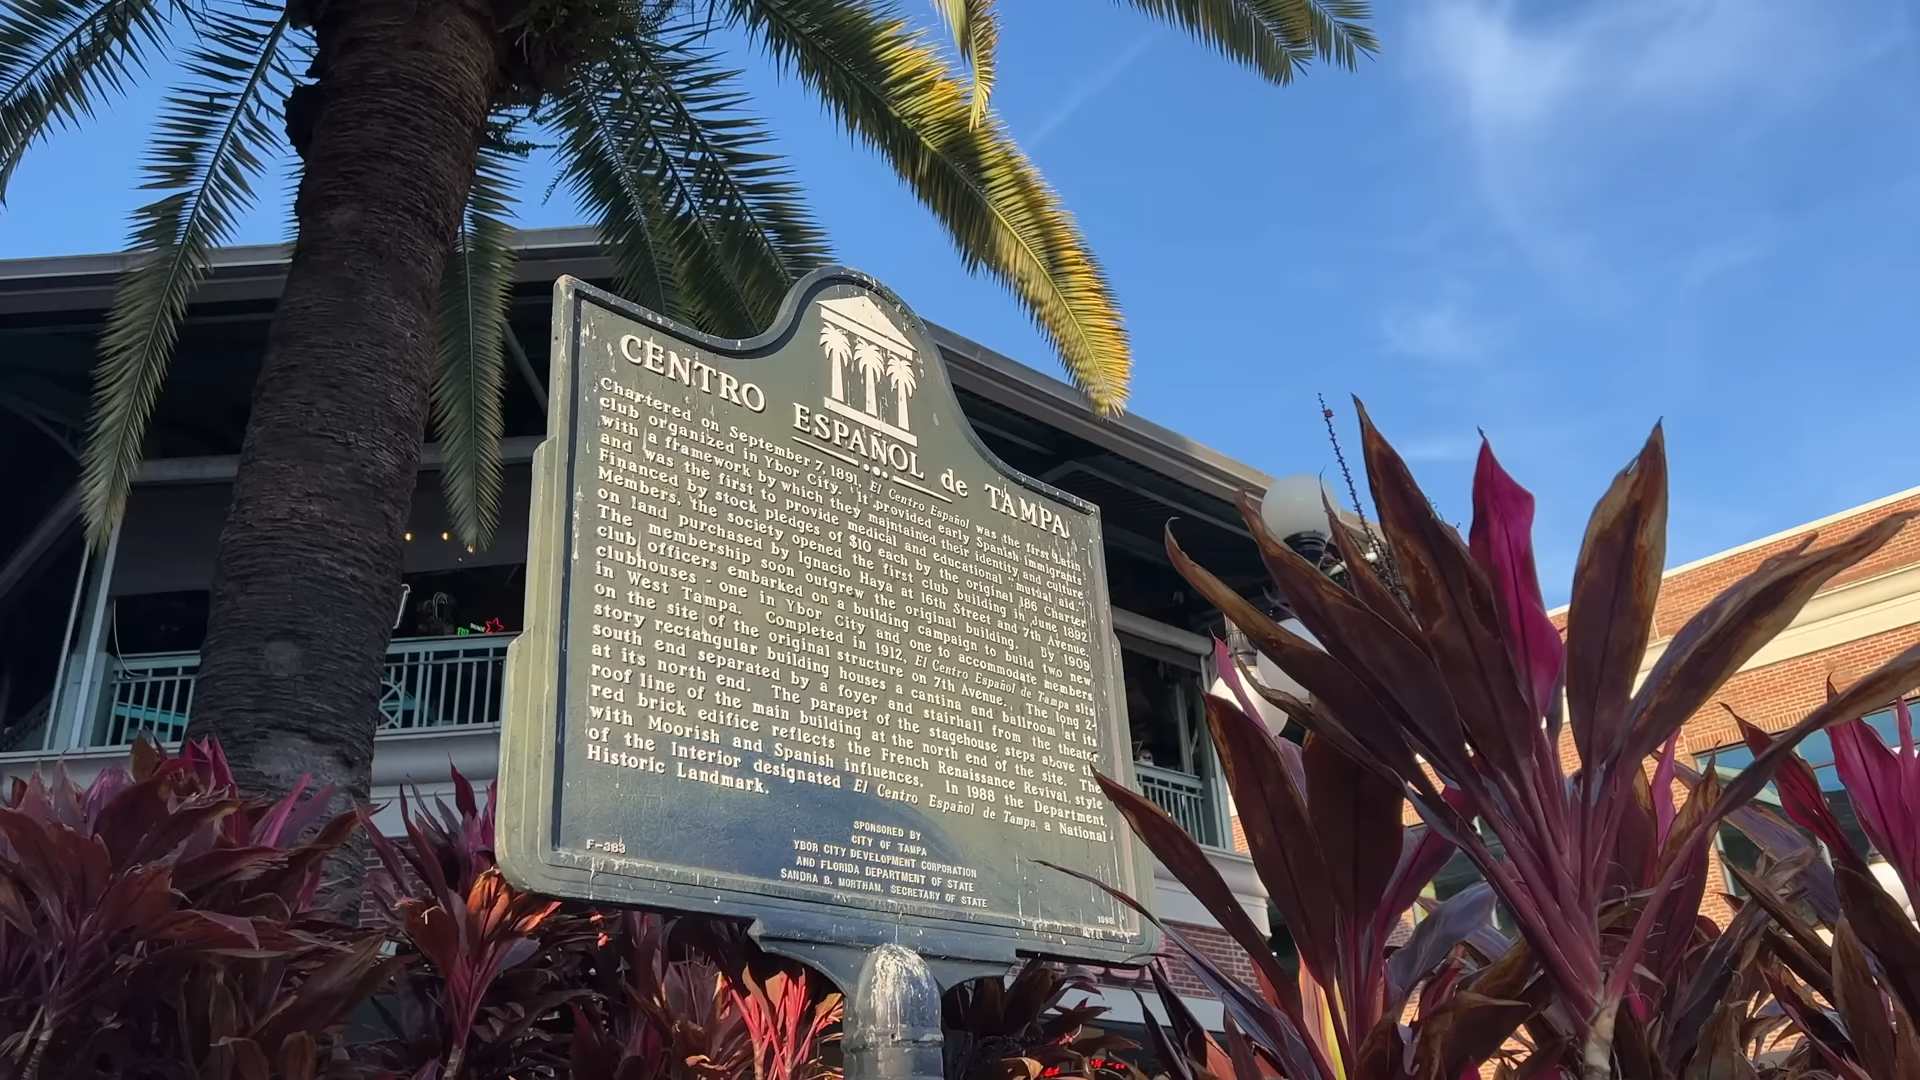 CENTRO ESPAÑOL de TAMPA
Chartered on September 7, 1891, El Centro Español was the first Latin
club organized in Ybor City. It provided early Spanish immigrants
with a framework by which they maintained their identity and culture
and was the first to provide medical and educational "mutual aid."
Financed by stock pledges of $10 each by the original 186 Charter
Members, the society opened the first club building in June 1892
on land purchased by Ignacio Haya at 16th Street and 7th Avenue.
The membership soon outgrew the original building. By 1909
club officers embarked on a building campaign to build two new
clubhouses - one in Ybor City and one to accommodate members
in West Tampa. Completed in 1912, El Centro Español de Tampa sits
on the site of the original structure on 7th Avenue. The long 2-
story rectangular building houses a cantina and ballroom at its
south end separated by a foyer and stairhall from the theater
at its north end. The parapet of the stagehouse steps above the
roof line of the main building at the north end of the site. The
red brick edifice reflects the French Renaissance Revival style
with Moorish and Spanish influences. In 1988 the Department
of the Interior designated El Centro Español de Tampa a National
Historic Landmark.
SPONSORED BY
CITY OF TAMPA
YBOR CITY DEVELOPMENT CORPORATION
AND FLORIDA DEPARTMENT OF STATE
SANDRA B. MORTHAM, SECRETARY OF STATE
F-383